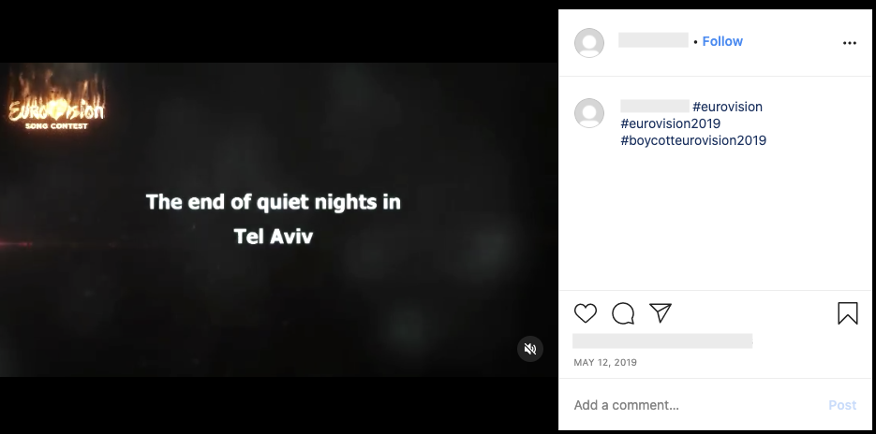 EUROVISION
SONG CONTEST
The end of quiet nights in
Tel Aviv
• Follow
#eurovision
#eurovision2019
#boycotteurovision2019
MAY 12, 2019
Add a comment...
Post